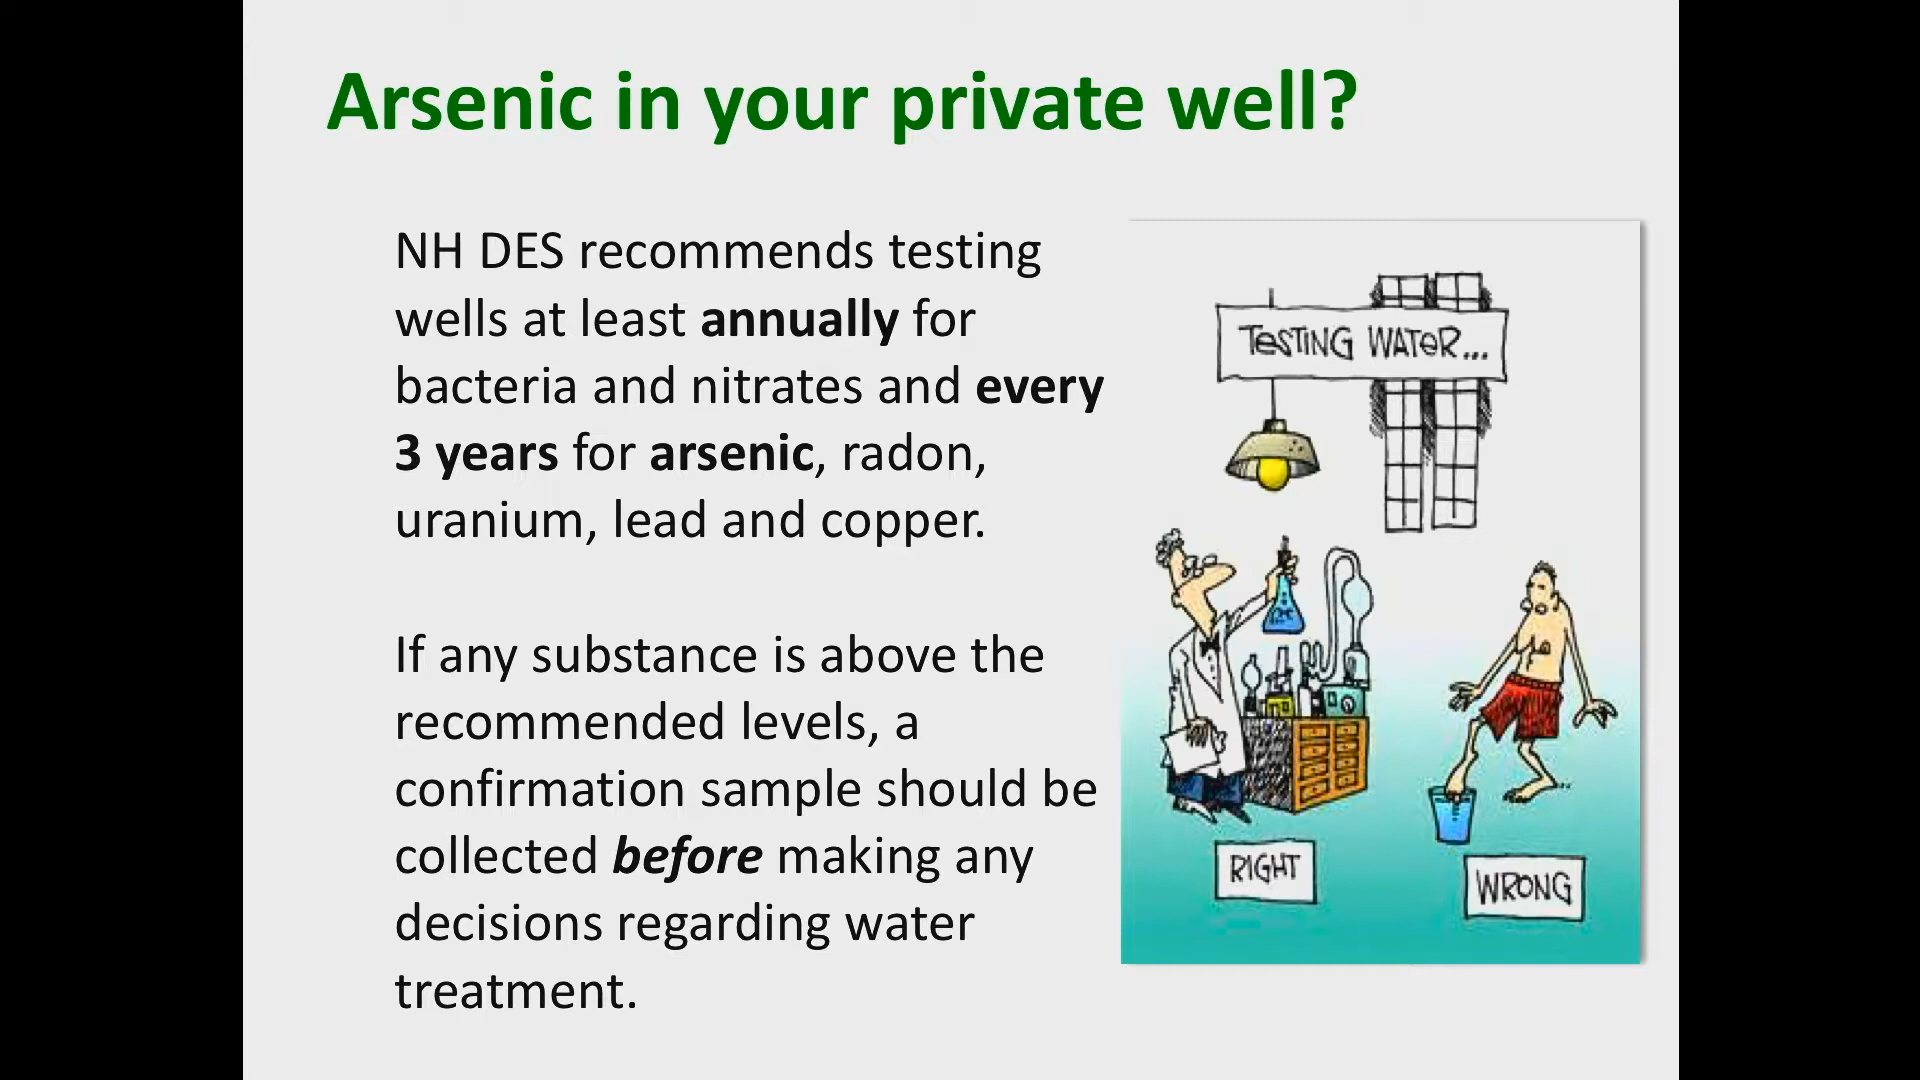 Arsenic in your private well?
NH DES recommends testing
wells at least annually for
bacteria and nitrates and every
3 years for arsenic, radon,
uranium, lead and copper.
If any substance is above the
recommended levels, a
confirmation sample should be
collected before making any
decisions regarding water
treatment.
TESTING WATER...
RIGHT
WRONG